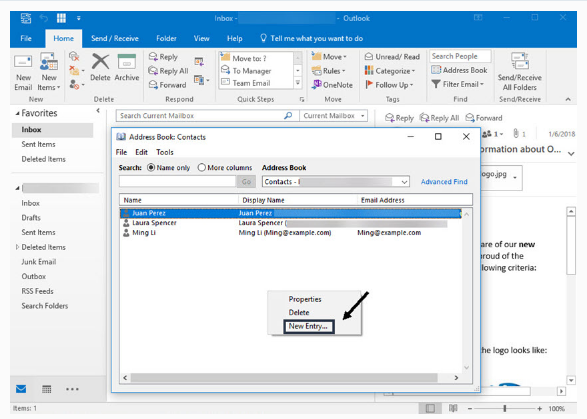 Inbox - - Outlook
File Home Send / Receive Folder View Help Tell me what you want to do
New Email
New Items
Delete Archive
Reply
Reply All
Forward
Move to: ?
To Manager
Team Email
Move
Rules
OneNote
Unread/ Read
Categorize
Follow Up
Search People
Address Book
Filter Email
Send/Receive All Folders
New Delete Respond Quick Steps Move Tags Find Send/Receive
Favorites
Inbox
Sent Items
Deleted Items
Inbox
Drafts
Sent Items
Deleted Items
Junk Email
Outbox
RSS Feeds
Search Folders
Search Current Mailbox Current Mailbox
Reply Reply All Forward
1 1 1/6/2018
ormation about O...
ogo.jpg
are of our new
proud of the
llowing criteria:
the logo looks like:
Address Book: Contacts
File Edit Tools
Search: Name only More columns Address Book
Go Contacts - Advanced Find
Name Display Name Email Address
Juan Perez Juan Perez
Laura Spencer Laura Spencer (
Ming Li Ming Li (Ming@example.com) Ming@example.com
Properties
Delete
New Entry...
Items: 1 100%